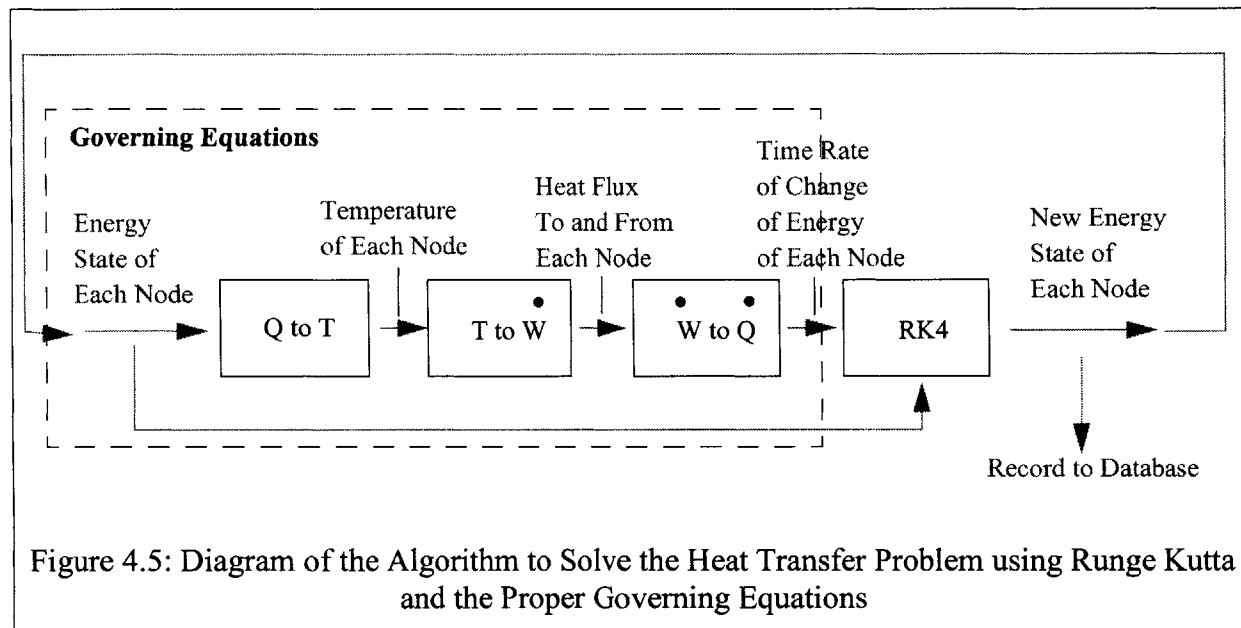 Governing Equations
Energy
State of
Each Node
Temperature
of Each Node
Heat Flux
To and From
Each Node
Time Rate
of Change
of Energy
of Each Node
New Energy
State of
Each Node
Q to T
T to Ẇ
Ẇ to Q̇
RK4
Record to Database
Figure 4.5: Diagram of the Algorithm to Solve the Heat Transfer Problem using Runge Kutta
and the Proper Governing Equations